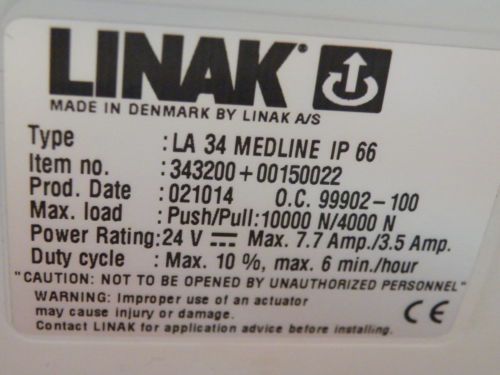 LINAK
MADE IN DENMARK BY LINAK A/S
Type : LA 34 MEDLINE IP 66
Item no. : 343200+00150022
Prod. Date : 021014 O.C. 99902-100
Max. load : Push/Pull:10000 N/4000 N
Power Rating:24 V ⎓ Max. 7.7 Amp./3.5 Amp.
Duty cycle : Max. 10 %, max. 6 min./hour
"CAUTION: NOT TO BE OPENED BY UNAUTHORIZED PERSONNEL"
WARNING: Improper use of an actuator
may cause injury or damage.
Contact LINAK for application advice before installing.
CE